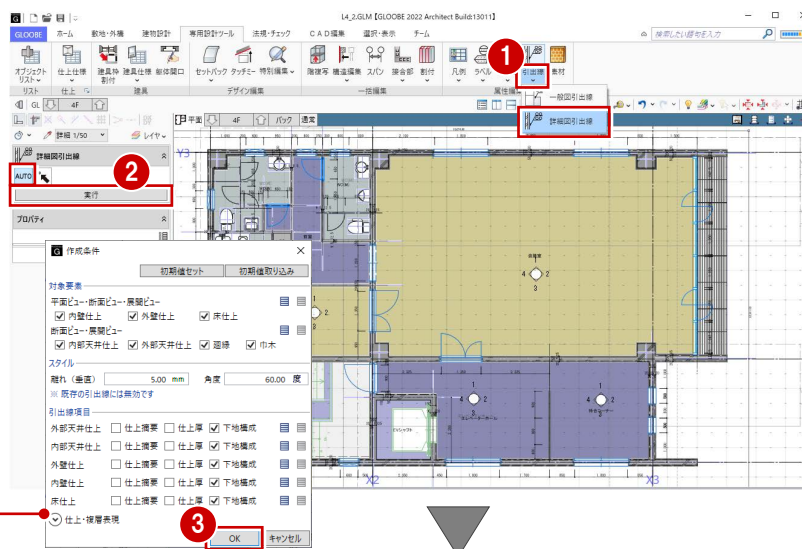 L4_2.GLM【GLOOBE 2022 Architect Build:13011】
GLOOBE ホーム 敷地・外構 建物設計 専用設計ツール 法規・チェック CAD編集 選択・表示 チーム 検索したい語句を入力
オブジェクトリスト 仕上仕様 建具枠割付 建具仕様 躯体開口 セットバック タッチミー 特別編集 階複写 構造編集 スパン 接合部 割付 凡例 ラベル 引出線 素材
リスト 仕上 建具 デザイン編集 一括編集 属性編
1
一般図引出線
詳細図引出線
GL 4F
詳細 1/50 レイヤ
平面 4F バック 通常
詳細図引出線
AUTO
2
実行
プロパティ
Y3
作成条件
初期値セット 初期値取り込み
対象要素
平面ビュー・断面ビュー・展開ビュー
内壁仕上 外壁仕上 床仕上
断面ビュー・展開ビュー
内部天井仕上 外部天井仕上 廻縁 巾木
スタイル
離れ（垂直） 5.00 mm 角度 60.00 度
※ 既存の引出線には無効です
引出線項目
外部天井仕上 仕上摘要 仕上厚 下地構成
内部天井仕上 仕上摘要 仕上厚 下地構成
外壁仕上 仕上摘要 仕上厚 下地構成
内壁仕上 仕上摘要 仕上厚 下地構成
床仕上 仕上摘要 仕上厚 下地構成
仕上・複層表現
3
OK キャンセル
X2 X3